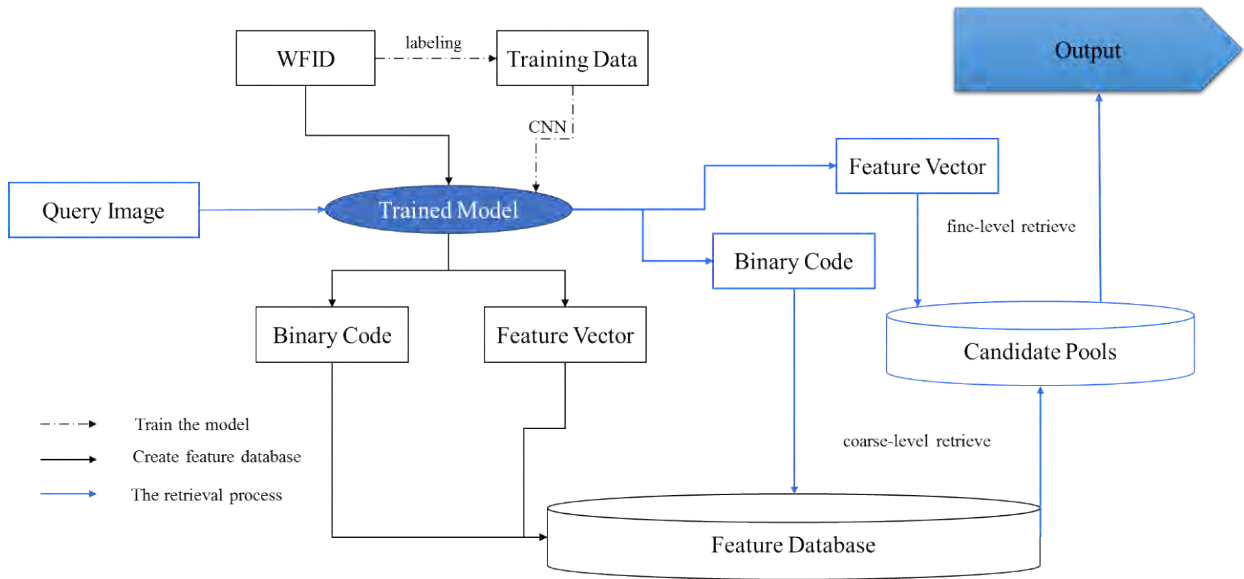 WFID
labeling
Training Data
Output
CNN
Feature Vector
Query Image
Trained Model
fine-level retrieve
Binary Code
Binary Code
Feature Vector
Candidate Pools
Train the model
coarse-level retrieve
Create feature database
The retrieval process
Feature Database